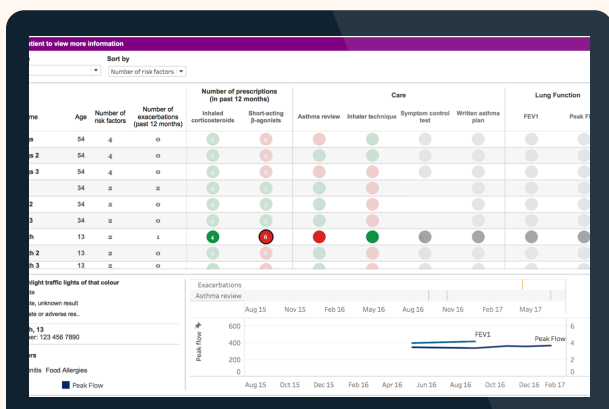 atient to view more information
Sort by
Number of risk factors
Number of prescriptions
(in past 12 months)
Care
Lung Function
me
Age
Number of
risk factors
Number of
exacerbations
(past 12 months)
Inhaled
corticosteroids
Short-acting
β-agonists
Asthma review
Inhaler technique
Symptom control
test
Written asthma
plan
FEV1
Peak Fl
s 54 4 0
s 2 54 4 0
s 3 54 4 0
34 2 2
2 34 2 0
3 34 2 0
th 13 2 1 4 6
h 2 13 2 0
h 3 13 2 0
hlight traffic lights of that colour
te
te, unknown result
ate or adverse res..
h, 13
ber: 123 456 7890
ors
initis Food Allergies
Peak Flow
Exacerbations
Asthma review
Aug 15 Nov 15 Feb 16 May 16 Aug 16 Nov 16 Feb 17 May 17
Peak flow
600
400
200
0
FEV1
Peak Flow
6
4
2
0
Aug 15 Oct 15 Dec 15 Feb 16 Apr 16 Jun 16 Aug 16 Oct 16 Dec 16 Feb 17